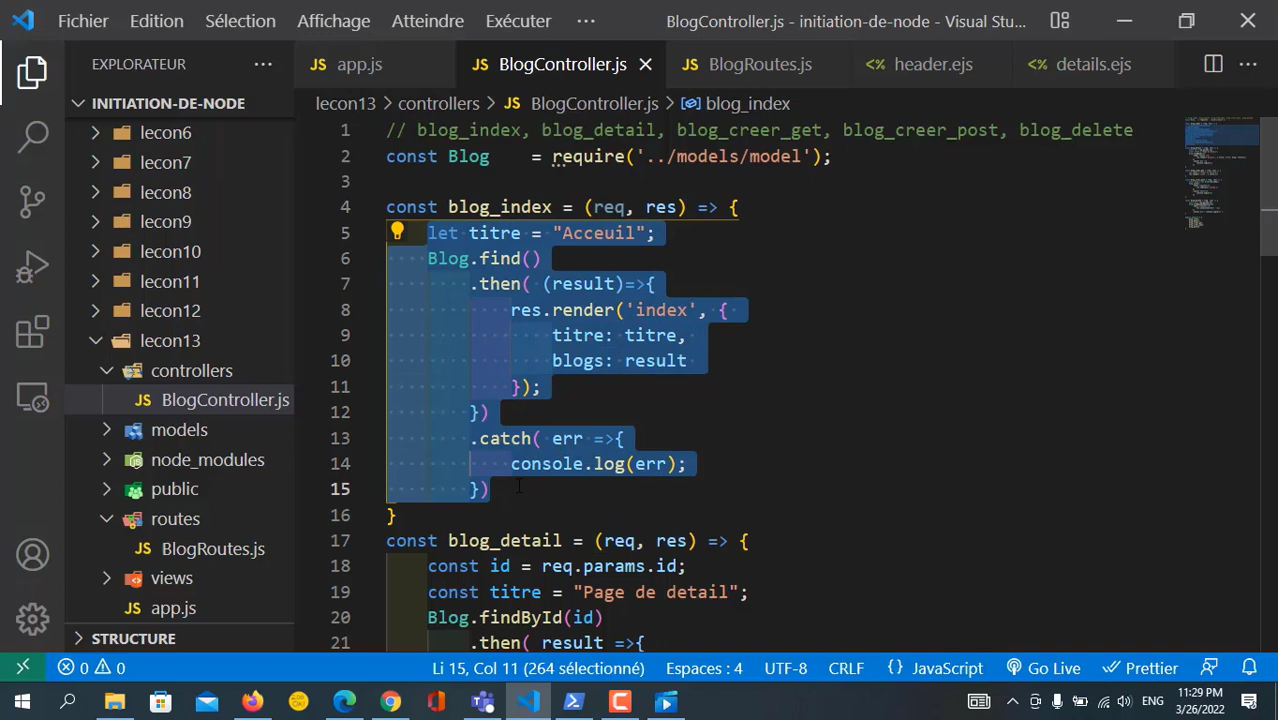 Fichier Edition Sélection Affichage Atteindre Exécuter ··· BlogController.js - initiation-de-node - Visual Stu...
EXPLORATEUR ···
app.js BlogController.js BlogRoutes.js header.ejs details.ejs ···
INITIATION-DE-NODE
lecon6
lecon7
lecon8
lecon9
lecon10
lecon11
lecon12
lecon13
controllers
BlogController.js
models
node_modules
public
routes
BlogRoutes.js
views
app.js
STRUCTURE
lecon13 > controllers > JS BlogController.js > blog_index
1 // blog_index, blog_detail, blog_creer_get, blog_creer_post, blog_delete
2 const Blog = require('../models/model');
3
4 const blog_index = (req, res) => {
5 let titre = "Acceuil";
6 Blog.find()
7 .then( (result)=>{
8 res.render('index', {
9 titre: titre,
10 blogs: result
11 });
12 })
13 .catch( err =>{
14 console.log(err);
15 })
16 }
17 const blog_detail = (req, res) => {
18 const id = req.params.id;
19 const titre = "Page de detail";
20 Blog.findById(id)
21 .then( result =>{
0 0 Li 15, Col 11 (264 sélectionné) Espaces : 4 UTF-8 CRLF {} JavaScript Go Live Prettier
ENG 11:29 PM
3/26/2022